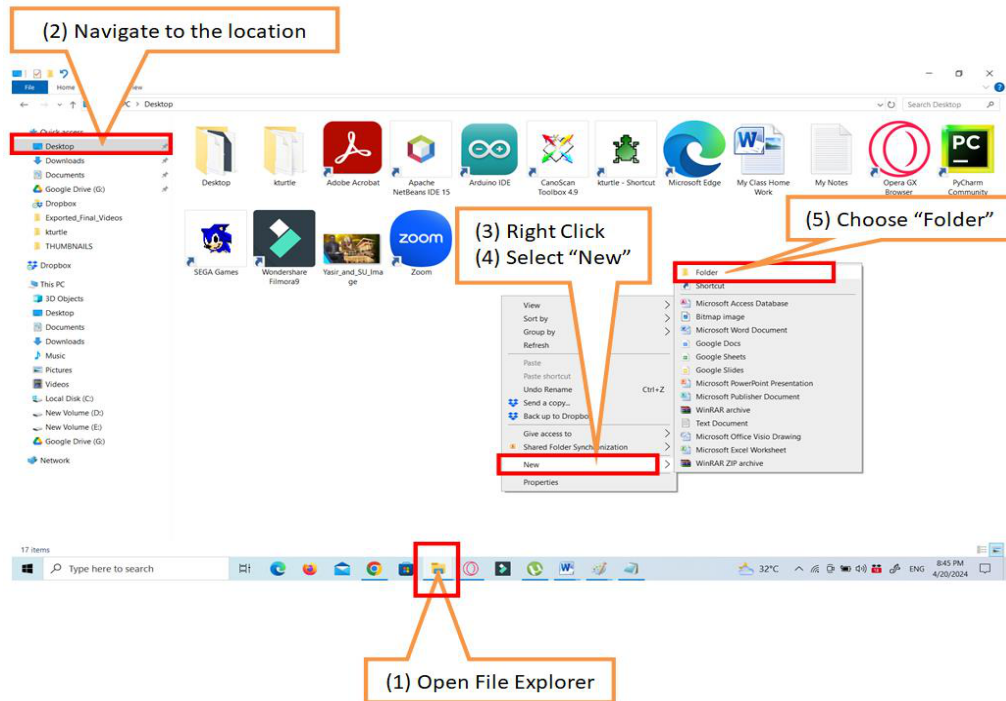 (2) Navigate to the location
File Home
PC > Desktop
Search Desktop
Quick access
Desktop
Downloads
Documents
Google Drive (G:)
Dropbox
Exported_Final_Videos
kturtle
THUMBNAILS
Dropbox
This PC
3D Objects
Desktop
Documents
Downloads
Music
Pictures
Videos
Local Disk (C:)
New Volume (D:)
New Volume (E:)
Google Drive (G:)
Network
Desktop
kturtle
Adobe Acrobat
Apache
NetBeans IDE 15
Arduino IDE
CanoScan
Toolbox 4.9
kturtle - Shortcut
Microsoft Edge
My Class Home
Work
My Notes
Opera GX
Browser
PC
PyCharm
Community
SEGA Games
Wondershare
Filmora9
Yasir_and_SU_Ima
ge
zoom
Zoom
(3) Right Click
(4) Select “New”
(5) Choose “Folder”
View
Sort by
Group by
Refresh
Paste
Paste shortcut
Undo Rename Ctrl+Z
Send a copy...
Back up to Dropbox
Give access to
Shared Folder Synchronization
New
Properties
Folder
Shortcut
Microsoft Access Database
Bitmap image
Microsoft Word Document
Google Docs
Google Sheets
Google Slides
Microsoft PowerPoint Presentation
Microsoft Publisher Document
WinRAR archive
Text Document
Microsoft Office Visio Drawing
Microsoft Excel Worksheet
WinRAR ZIP archive
17 items
Type here to search
32°C
ENG
8:45 PM
4/20/2024
(1) Open File Explorer